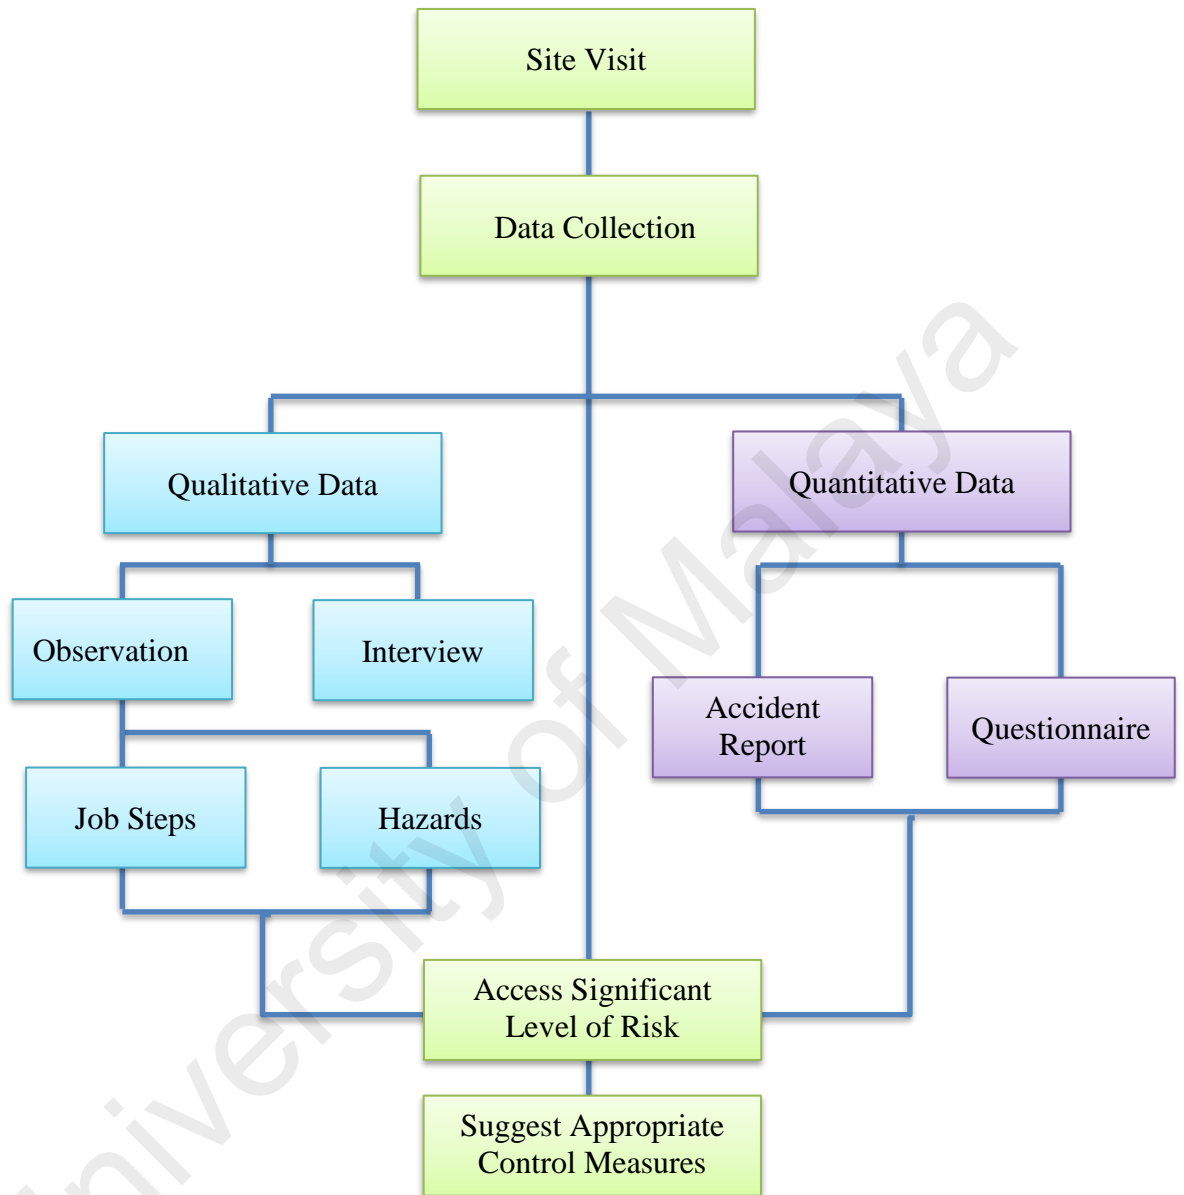 Site Visit
Data Collection
Qualitative Data
Quantitative Data
Observation
Interview
Accident
Report
Questionnaire
Job Steps
Hazards
Access Significant
Level of Risk
Suggest Appropriate
Control Measures
niversity of Malaya